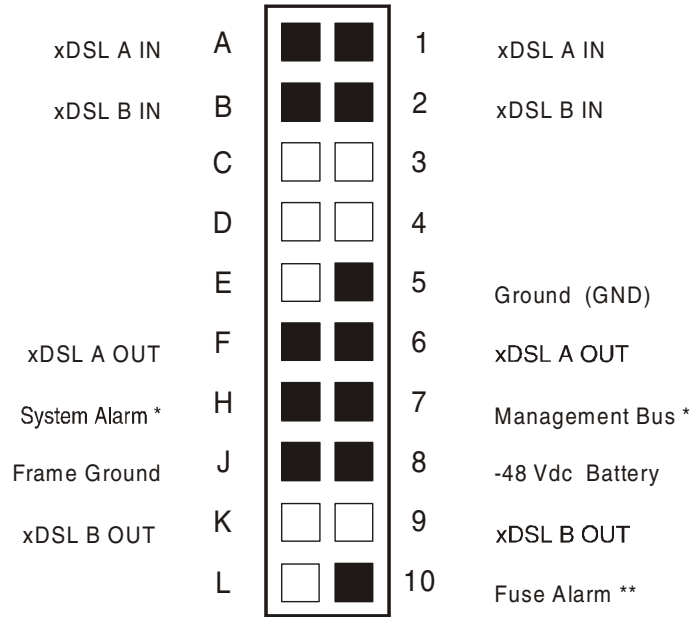 xDSL A IN A 1 xDSL A IN
xDSL B IN B 2 xDSL B IN
C 3
D 4
E 5 Ground (GND)
xDSL A OUT F 6 xDSL A OUT
System Alarm * H 7 Management Bus *
Frame Ground J 8 -48 Vdc Battery
xDSL B OUT K 9 xDSL B OUT
L 10 Fuse Alarm **